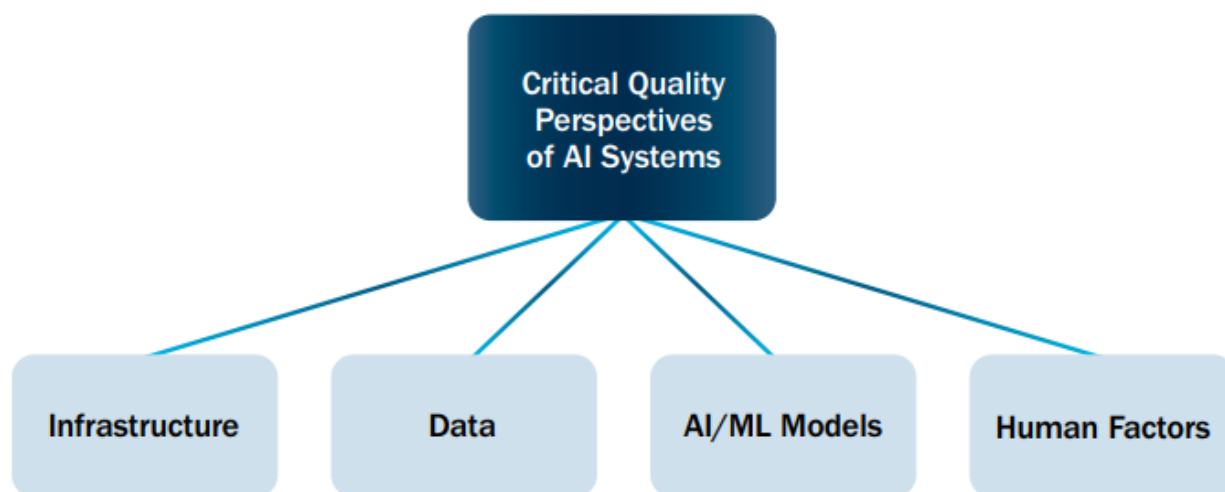 Critical Quality
Perspectives
of AI Systems
Infrastructure
Data
AI/ML Models
Human Factors